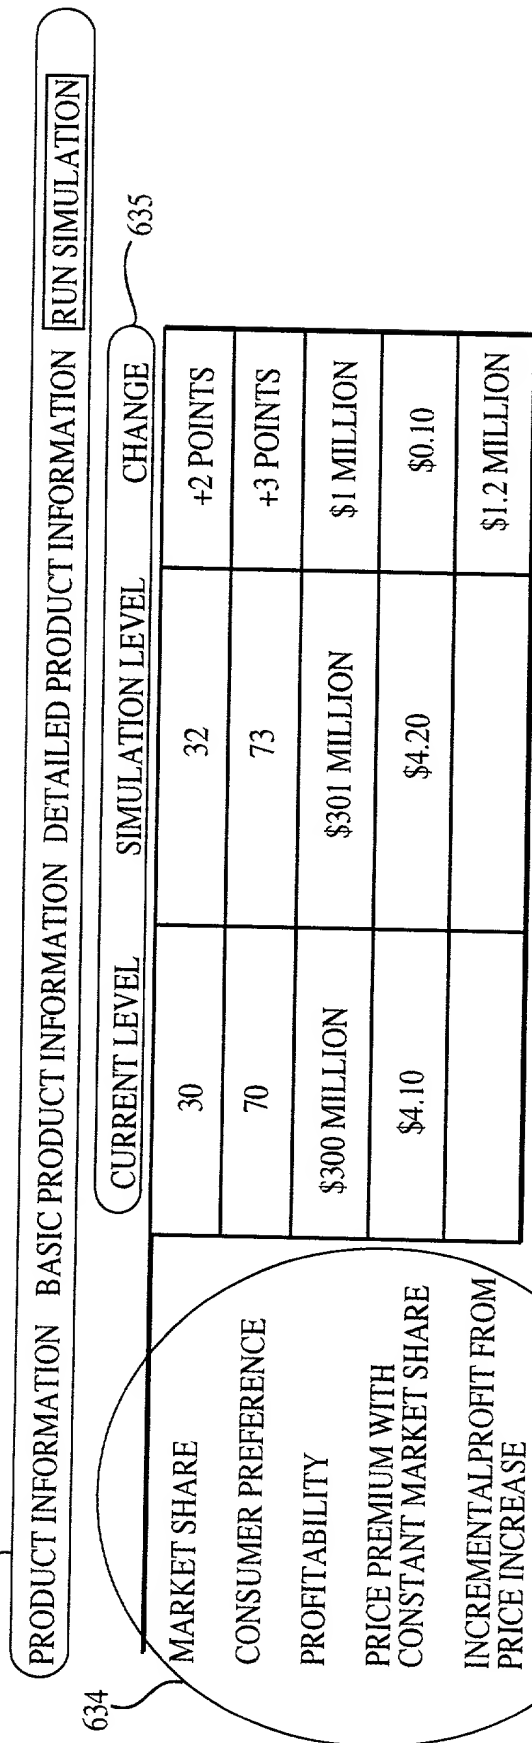 PRODUCT INFORMATION BASIC PRODUCT INFORMATION DETAILED PRODUCT INFORMATION RUN SIMULATION
635
CURRENT LEVEL SIMULATION LEVEL CHANGE
634
MARKET SHARE 30 32 +2 POINTS
CONSUMER PREFERENCE 70 73 +3 POINTS
PROFITABILITY $300 MILLION $301 MILLION $1 MILLION
PRICE PREMIUM WITH
CONSTANT MARKET SHARE $4.10 $4.20 $0.10
INCREMENTALPROFIT FROM
PRICE INCREASE $1.2 MILLION